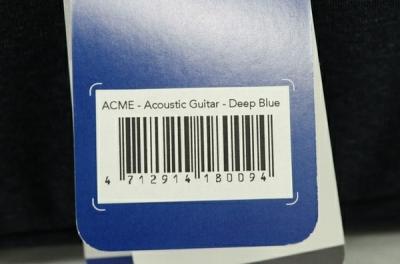 ACME - Acoustic Guitar - Deep Blue
4 712914 180094